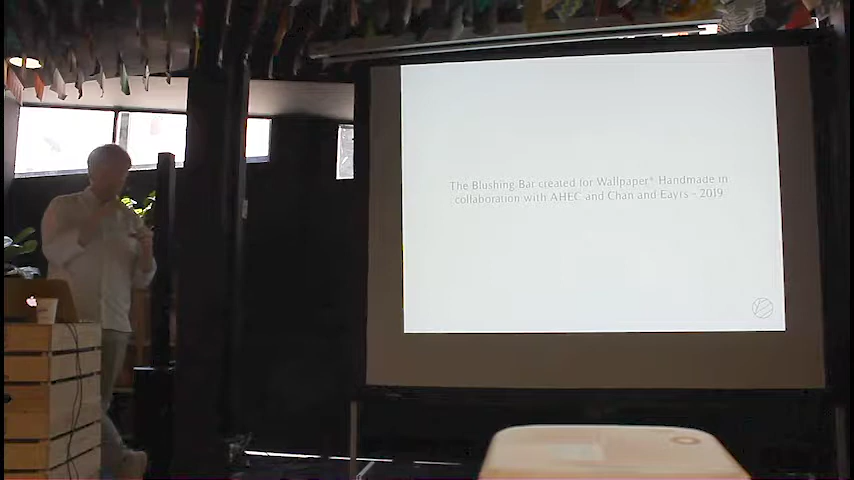 The Blushing Bar created for Wallpaper* Handmade in
collaboration with AHEC and Chan and Eayrs - 2019